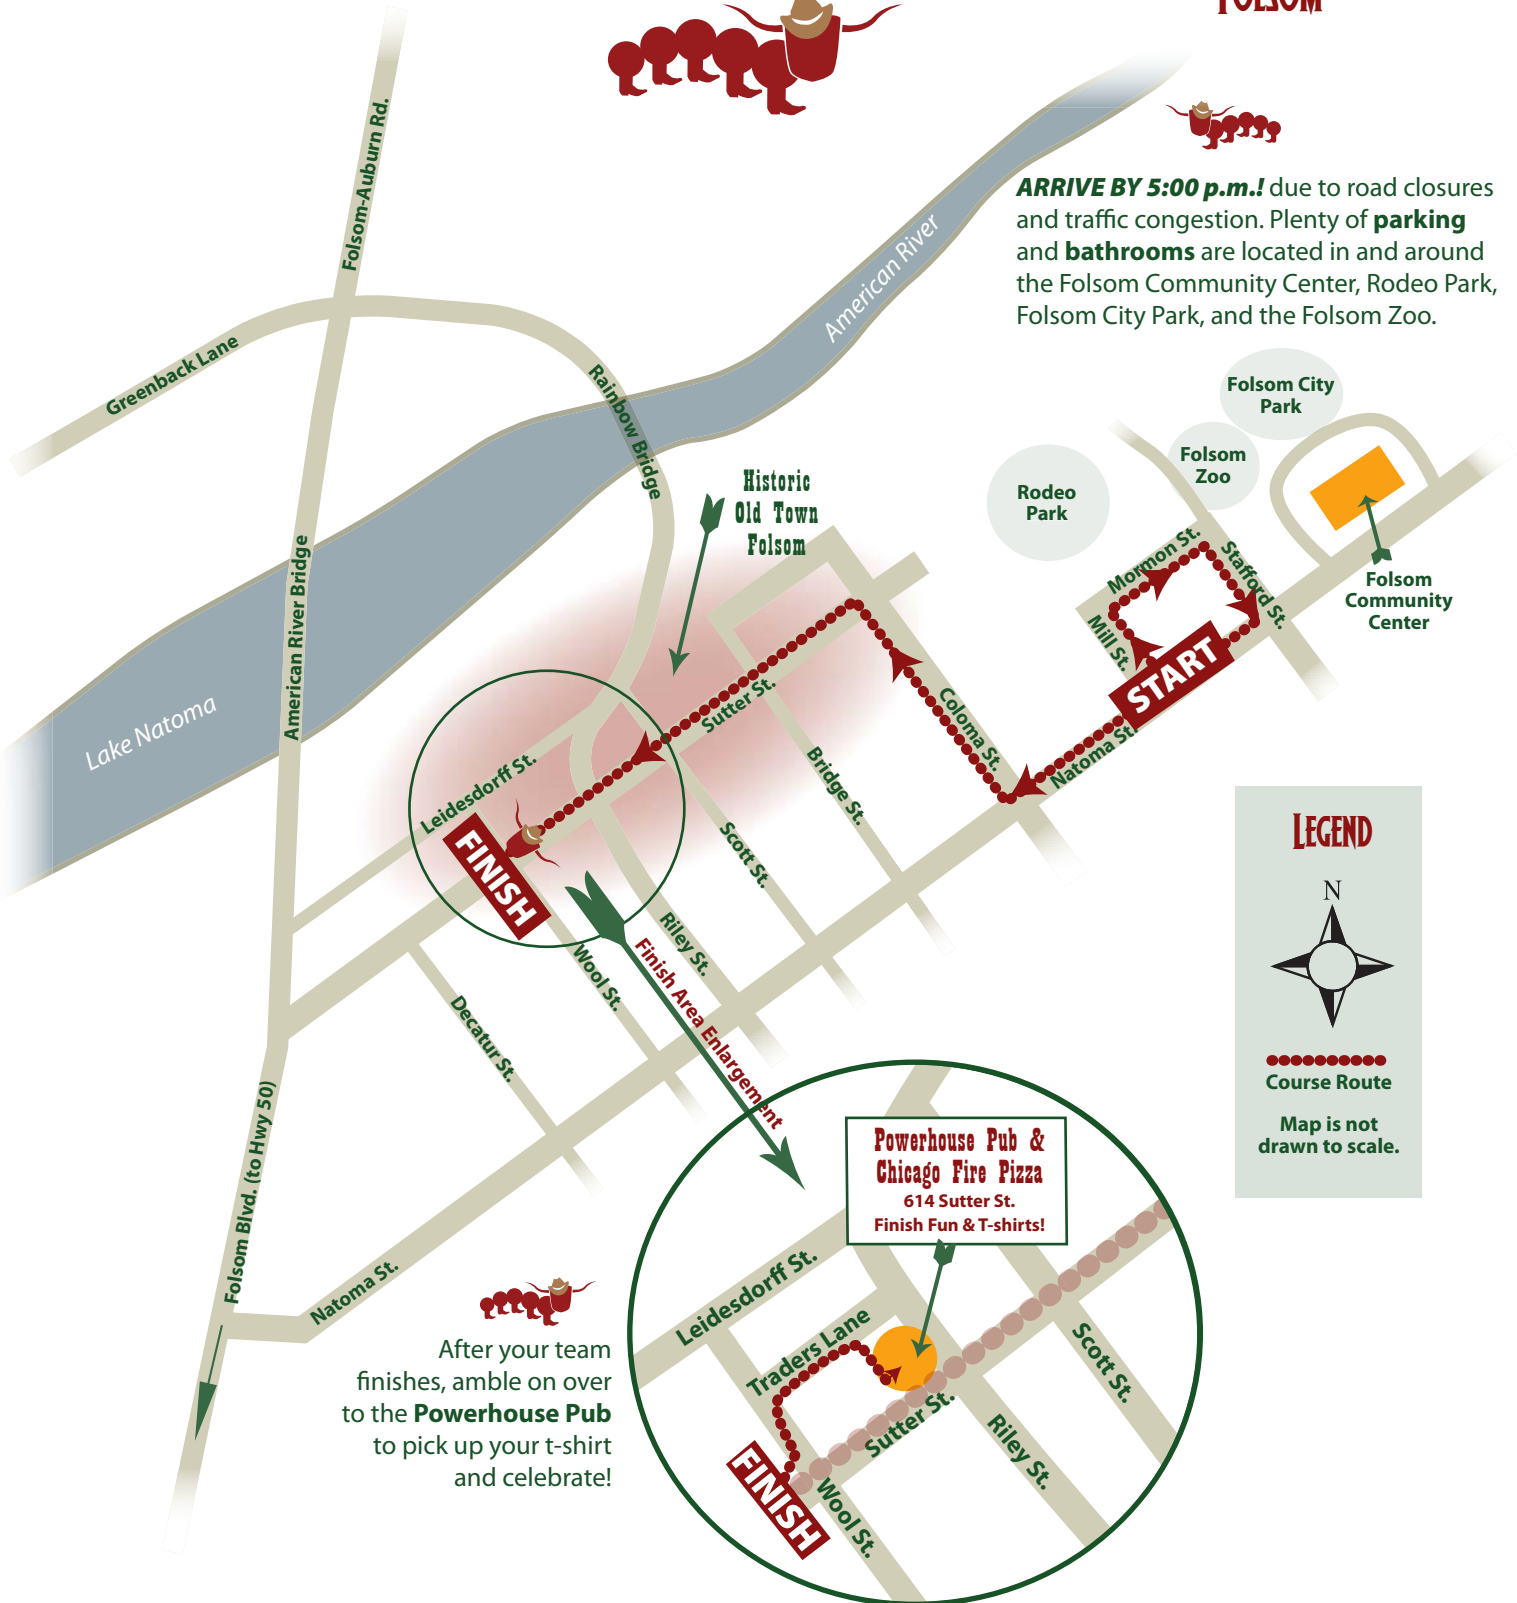 FOLSOM
ARRIVE BY 5:00 p.m.! due to road closures
and traffic congestion. Plenty of parking
and bathrooms are located in and around
the Folsom Community Center, Rodeo Park,
Folsom City Park, and the Folsom Zoo.
Folsom-Auburn Rd.
American River
Greenback Lane
Rainbow Bridge
Folsom City
Park
Folsom
Zoo
Rodeo
Park
Historic
Old Town
Folsom
Mormon St.
Stafford St.
Mill St.
Folsom
Community
Center
START
American River Bridge
Lake Natoma
Sutter St.
Coloma St.
Natoma St.
Leidesdorff St.
Bridge St.
Scott St.
FINISH
Riley St.
Wool St.
Finish Area Enlargement
Decatur St.
LEGEND
N
Course Route
Map is not
drawn to scale.
Folsom Blvd. (to Hwy 50)
Natoma St.
Powerhouse Pub &
Chicago Fire Pizza
614 Sutter St.
Finish Fun & T-shirts!
Leidesdorff St.
Traders Lane
Scott St.
Sutter St.
Riley St.
FINISH
Wool St.
After your team
finishes, amble on over
to the Powerhouse Pub
to pick up your t-shirt
and celebrate!